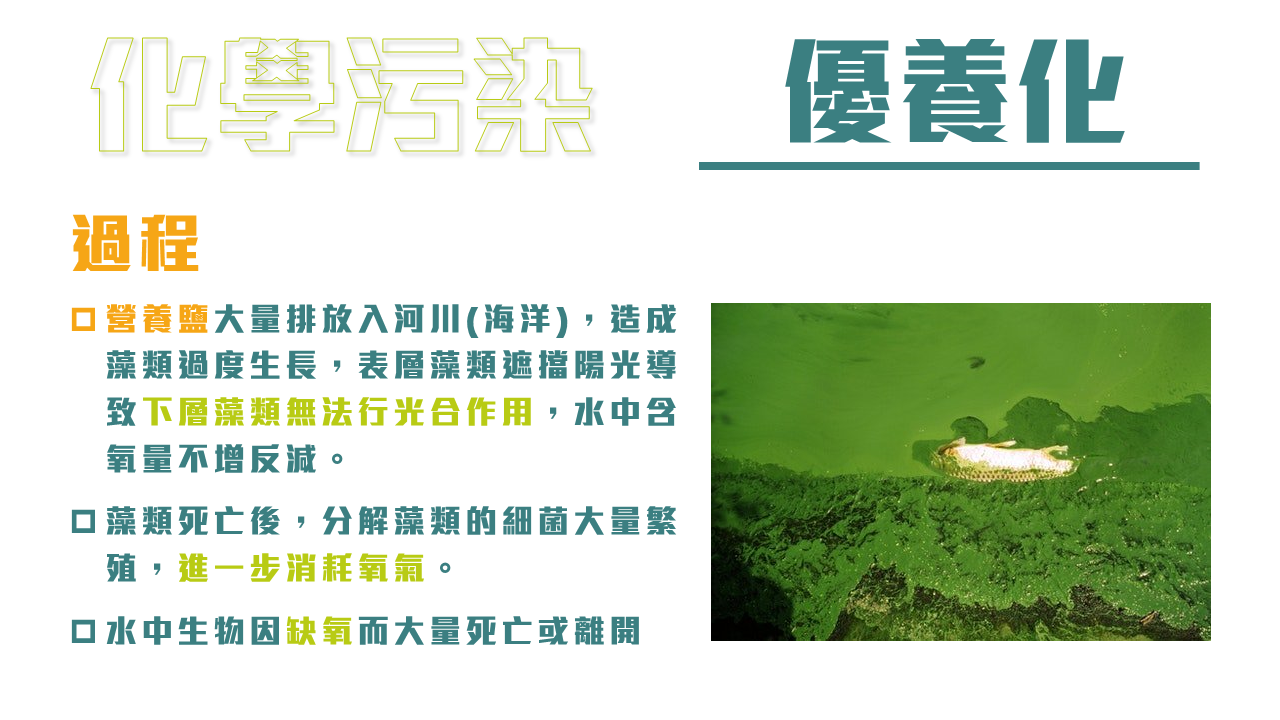 化學污染
優養化
過程
營養鹽大量排放入河川(海洋)，造成
藻類過度生長，表層藻類遮擋陽光導
致下層藻類無法行光合作用，水中含
氧量不增反減。
藻類死亡後，分解藻類的細菌大量繁
殖，進一步消耗氧氣。
水中生物因缺氧而大量死亡或離開